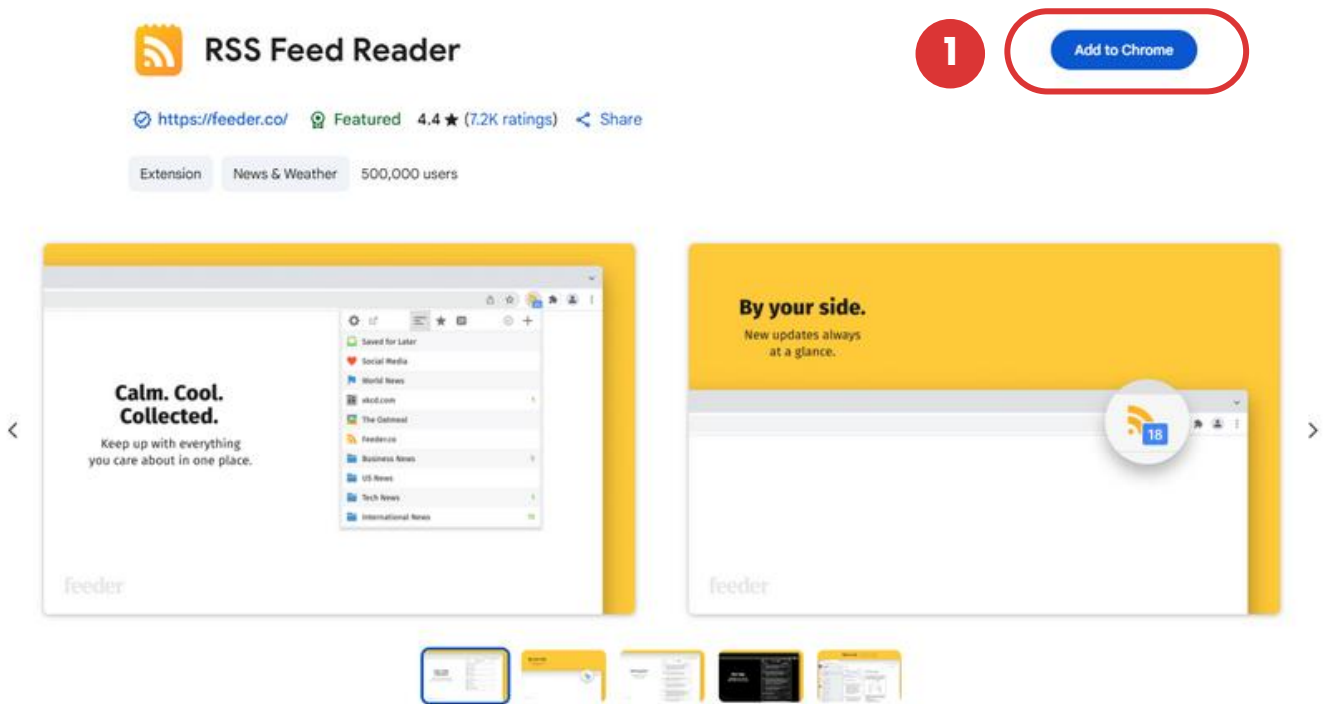 RSS Feed Reader
1
Add to Chrome
https://feeder.co/
Featured
4.4 ★ (7.2K ratings)
Share
Extension
News & Weather
500,000 users
Calm. Cool.
Collected.
Keep up with everything
you care about in one place.
Saved for Later
Social Media
World News
xkcd.com
The Oatmeal
Feeder.co
Business News
US News
Tech News
International News
feeder
By your side.
New updates always
at a glance.
18
feeder